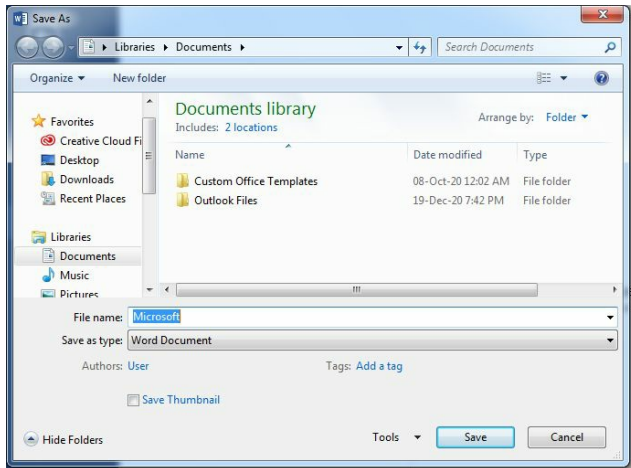 Save As
Libraries Documents
Search Documents
Organize New folder
Favorites
Creative Cloud Fi
Desktop
Downloads
Recent Places
Libraries
Documents
Music
Pictures
Documents library
Includes: 2 locations
Arrange by: Folder
Name Date modified Type
Custom Office Templates 08-Oct-20 12:02 AM File folder
Outlook Files 19-Dec-20 7:42 PM File folder
File name: Microsoft
Save as type: Word Document
Authors: User Tags: Add a tag
Save Thumbnail
Hide Folders Tools Save Cancel